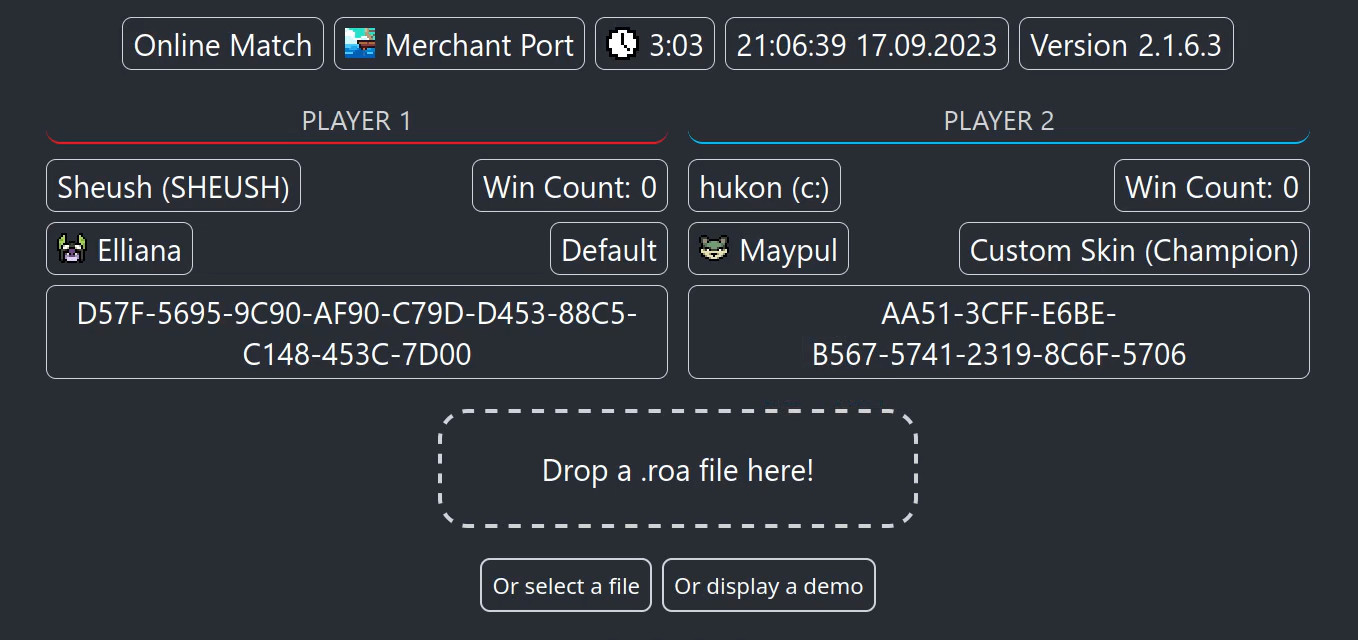 Online Match Merchant Port 3:03 21:06:39 17.09.2023 Version 2.1.6.3
PLAYER 1
Sheush (SHEUSH) Win Count: 0
Elliana Default
D57F-5695-9C90-AF90-C79D-D453-88C5-
C148-453C-7D00
PLAYER 2
hukon (c:) Win Count: 0
Maypul Custom Skin (Champion)
AA51-3CFF-E6BE-
B567-5741-2319-8C6F-5706
Drop a .roa file here!
Or select a file Or display a demo